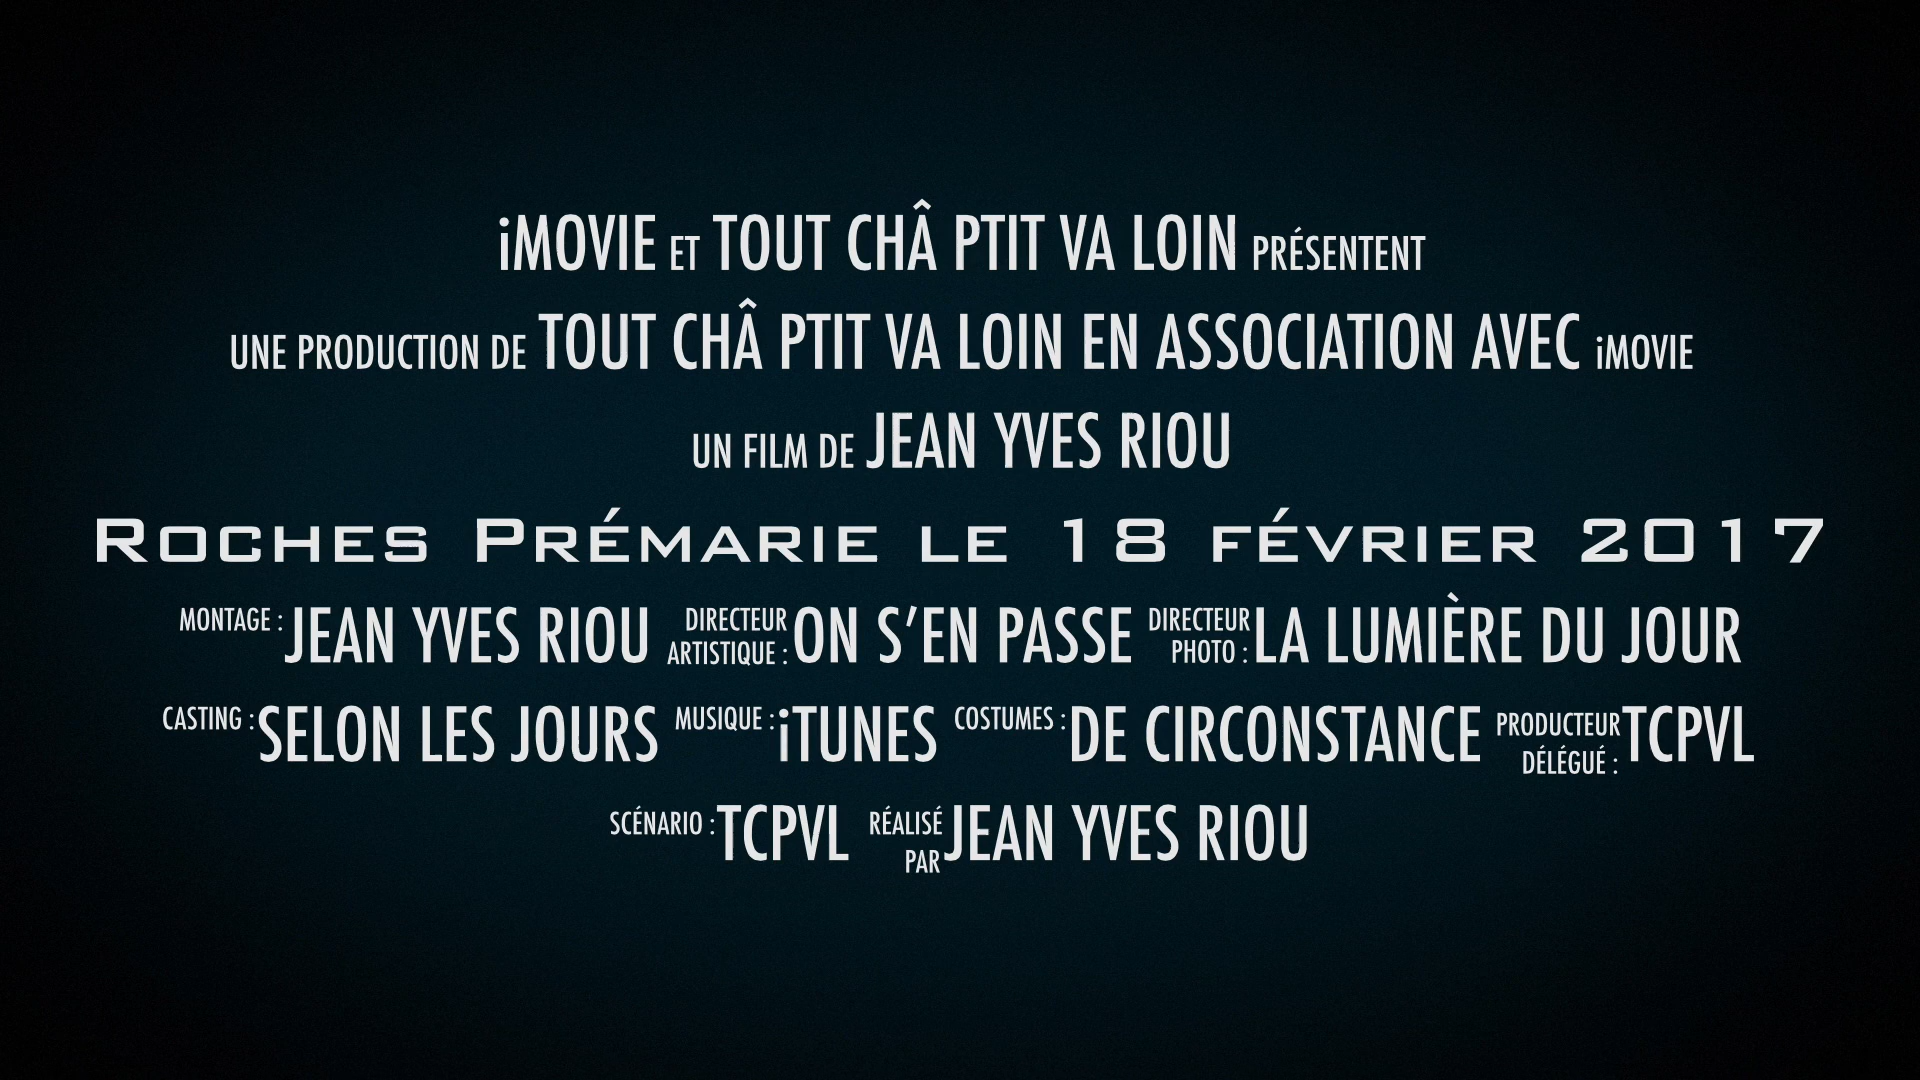 iMOVIE ET TOUT CHÂ PTIT VA LOIN PRÉSENTENT
UNE PRODUCTION DE TOUT CHÂ PTIT VA LOIN EN ASSOCIATION AVEC iMOVIE
UN FILM DE JEAN YVES RIOU
ROCHES PRÉMARIE LE 18 FÉVRIER 2017
MONTAGE : JEAN YVES RIOU DIRECTEUR ARTISTIQUE : ON S’EN PASSE DIRECTEUR PHOTO : LA LUMIÈRE DU JOUR
CASTING : SELON LES JOURS MUSIQUE : iTUNES COSTUMES : DE CIRCONSTANCE PRODUCTEUR DÉLÉGUÉ : TCPVL
SCÉNARIO : TCPVL RÉALISÉ PAR JEAN YVES RIOU